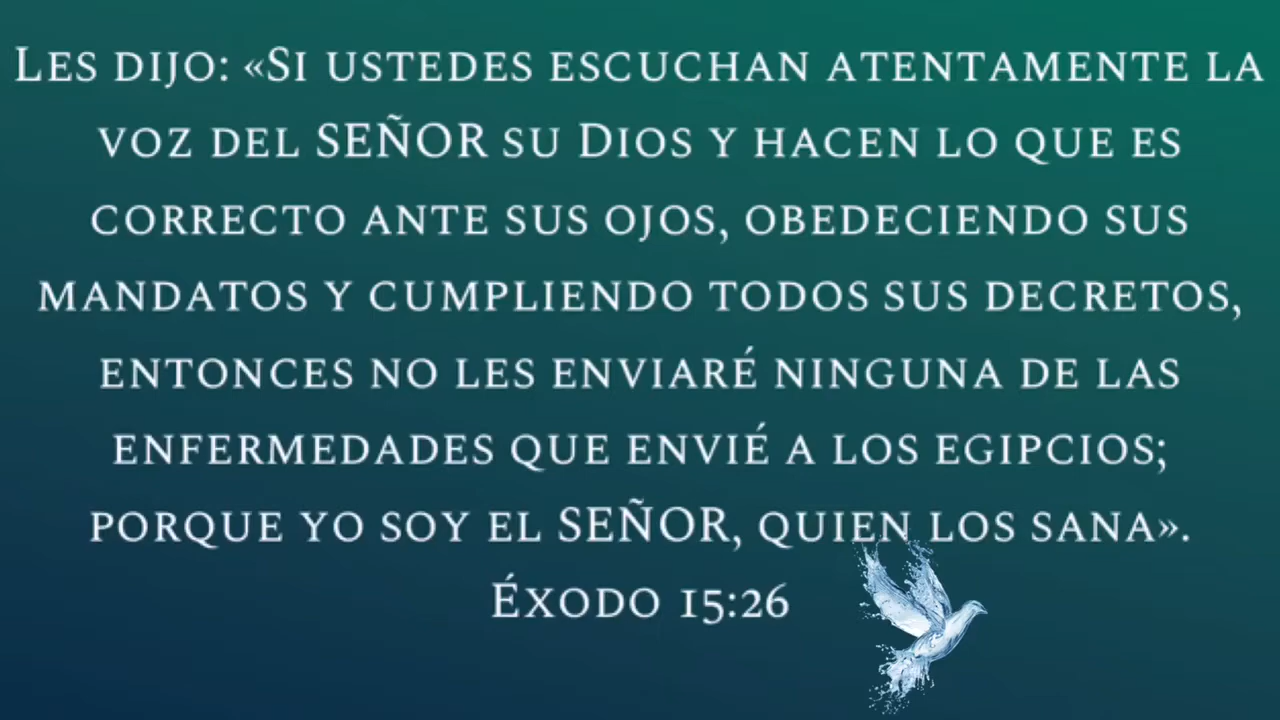 Les dijo: «Si ustedes escuchan atentamente la
voz del SEÑOR su Dios y hacen lo que es
correcto ante sus ojos, obedeciendo sus
mandatos y cumpliendo todos sus decretos,
entonces no les enviaré ninguna de las
enfermedades que envié a los egipcios;
porque yo soy el SEÑOR, quien los sana».
Éxodo 15:26